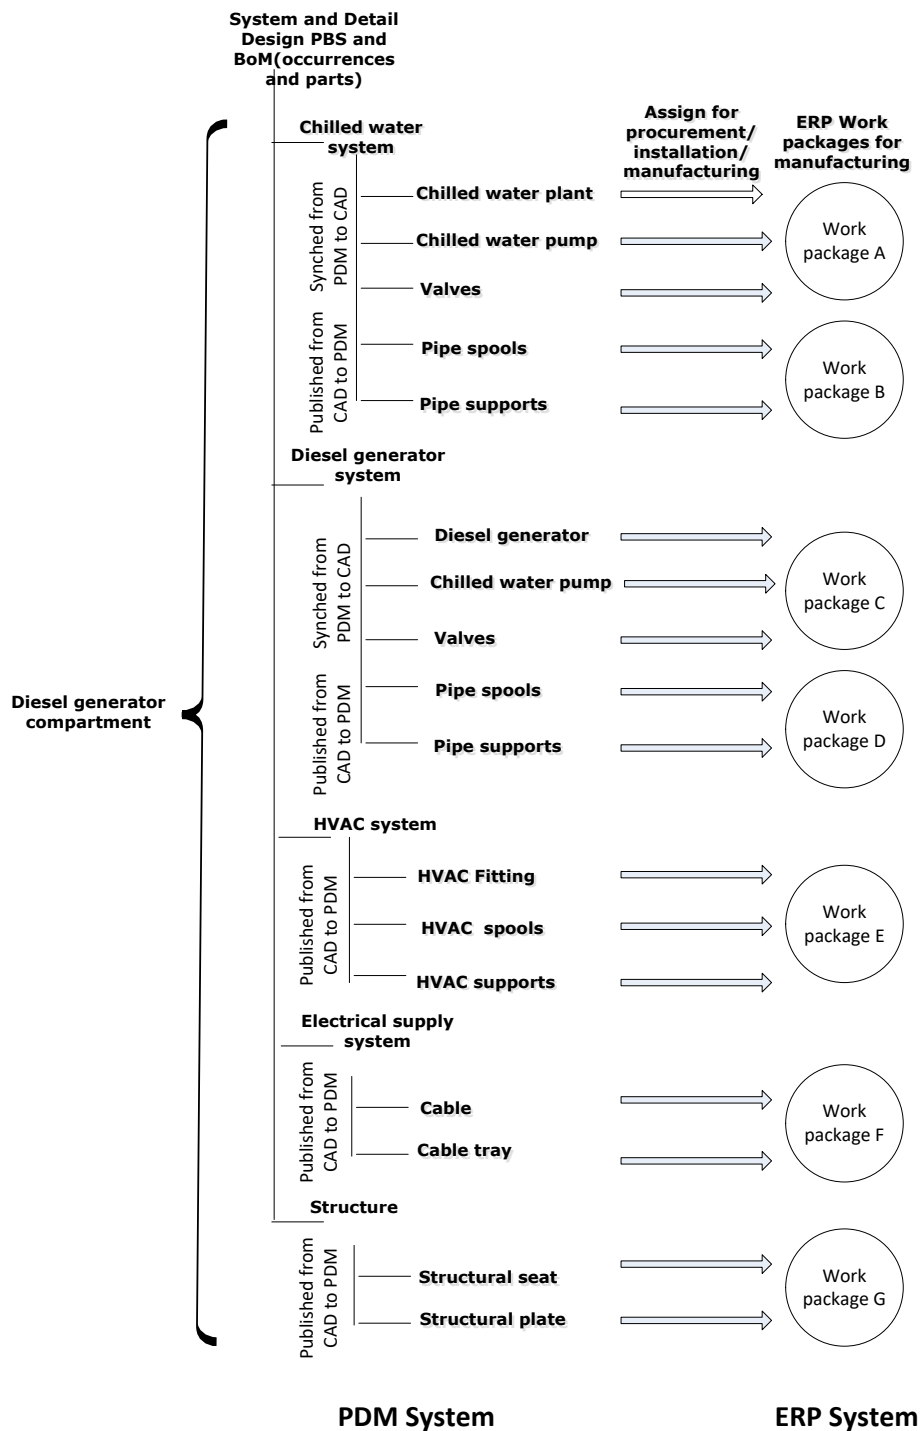 System and Detail
Design PBS and
BoM(occurrences
and parts)
Assign for
procurement/
installation/
manufacturing
ERP Work
packages for
manufacturing
Chilled water
system
Synched from
PDM to CAD
Chilled water plant
Chilled water pump
Valves
Work
package A
Published from
CAD to PDM
Pipe spools
Pipe supports
Work
package B
Diesel generator
system
Synched from
PDM to CAD
Diesel generator
Chilled water pump
Valves
Work
package C
Diesel generator
compartment
Published from
CAD to PDM
Pipe spools
Pipe supports
Work
package D
HVAC system
Published from
CAD to PDM
HVAC Fitting
HVAC spools
HVAC supports
Work
package E
Electrical supply
system
Published from
CAD to PDM
Cable
Cable tray
Work
package F
Structure
Published from
CAD to PDM
Structural seat
Structural plate
Work
package G
PDM System
ERP System